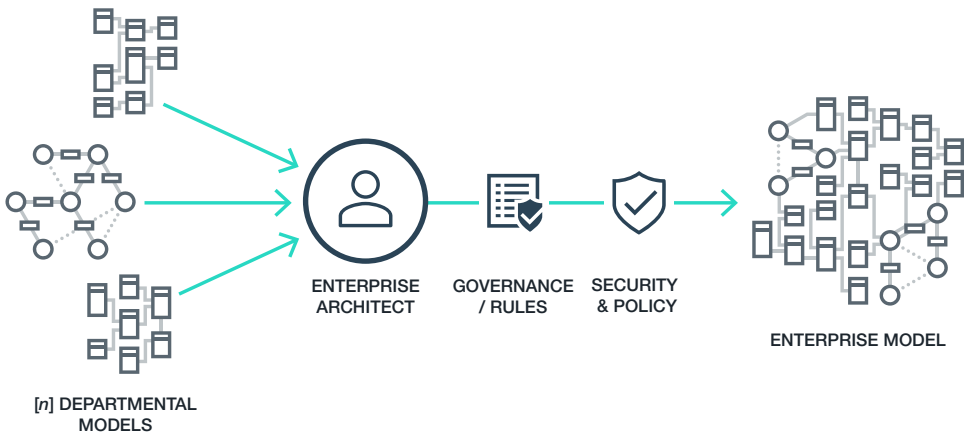 ENTERPRISE
ARCHITECT
GOVERNANCE
/ RULES
SECURITY
& POLICY
ENTERPRISE MODEL
[n] DEPARTMENTAL
MODELS